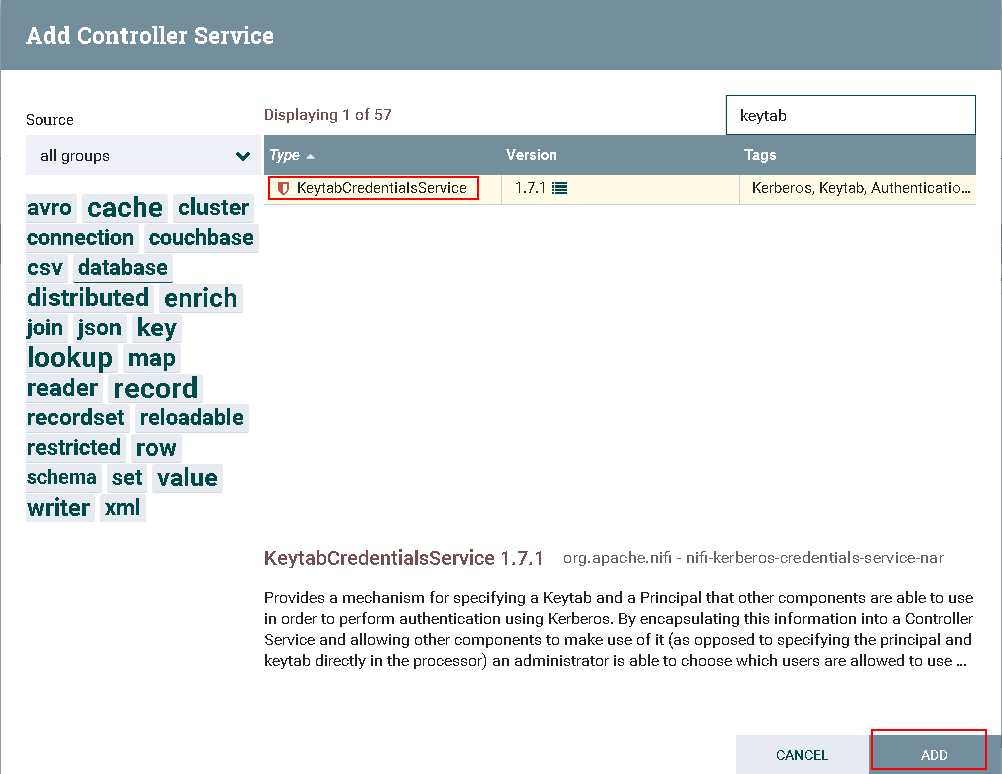 Add Controller Service
Source
Displaying 1 of 57
keytab
all groups
Type Version Tags
KeytabCredentialsService 1.7.1 Kerberos, Keytab, Authenticatio...
avro cache cluster
connection couchbase
csv database
distributed enrich
join json key
lookup map
reader record
recordset reloadable
restricted row
schema set value
writer xml
KeytabCredentialsService 1.7.1 org.apache.nifi - nifi-kerberos-credentials-service-nar
Provides a mechanism for specifying a Keytab and a Principal that other components are able to use
in order to perform authentication using Kerberos. By encapsulating this information into a Controller
Service and allowing other components to make use of it (as opposed to specifying the principal and
keytab directly in the processor) an administrator is able to choose which users are allowed to use ...
CANCEL ADD